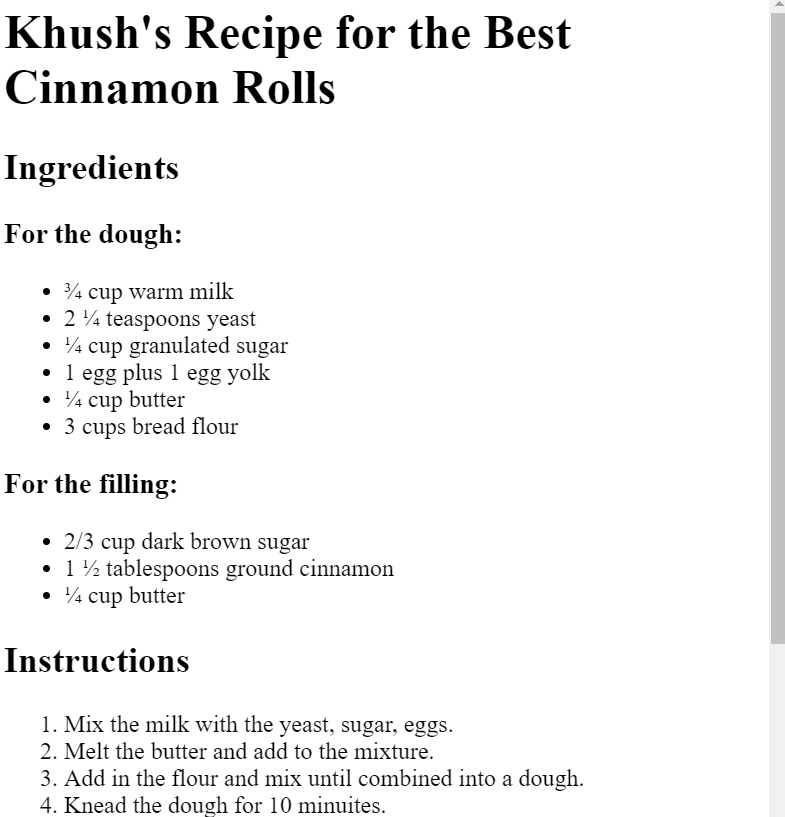 Khush's Recipe for the Best
Cinnamon Rolls
Ingredients
For the dough:
• ¾ cup warm milk
• 2 ¼ teaspoons yeast
• ¼ cup granulated sugar
• 1 egg plus 1 egg yolk
• ¼ cup butter
• 3 cups bread flour
For the filling:
• 2/3 cup dark brown sugar
• 1 ½ tablespoons ground cinnamon
• ¼ cup butter
Instructions
1. Mix the milk with the yeast, sugar, eggs.
2. Melt the butter and add to the mixture.
3. Add in the flour and mix until combined into a dough.
4. Knead the dough for 10 minuites.